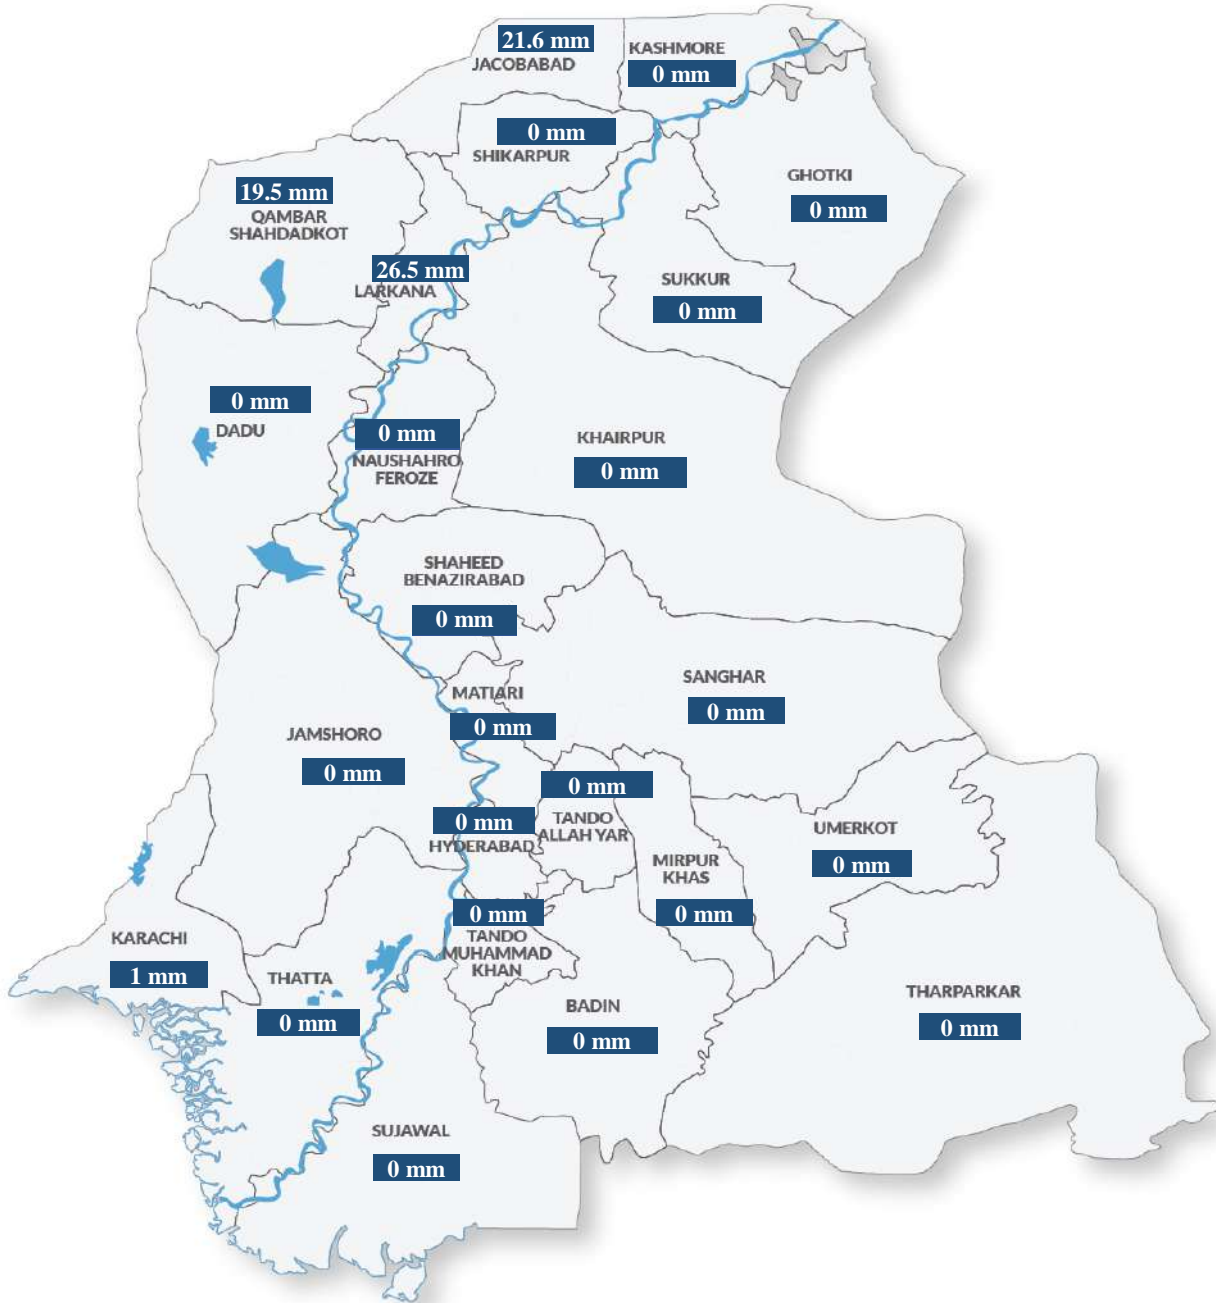 21.6 mm
JACOBABAD
KASHMORE
0 mm
0 mm
SHIKARPUR
GHOTKI
0 mm
19.5 mm
QAMBAR
SHAHDADKOT
26.5 mm
LARKANA
SUKKUR
0 mm
0 mm
DADU
0 mm
NAUSHAHRO
FEROZE
KHAIRPUR
0 mm
SHAHEED
BENAZIRABAD
0 mm
MATIARI
0 mm
SANGHAR
0 mm
JAMSHORO
0 mm
0 mm
TANDO
ALLAH YAR
0 mm
HYDERABAD
UMERKOT
0 mm
MIRPUR
KHAS
0 mm
0 mm
TANDO
MUHAMMAD
KHAN
KARACHI
1 mm
THATTA
0 mm
BADIN
0 mm
THARPARKAR
0 mm
SUJAWAL
0 mm